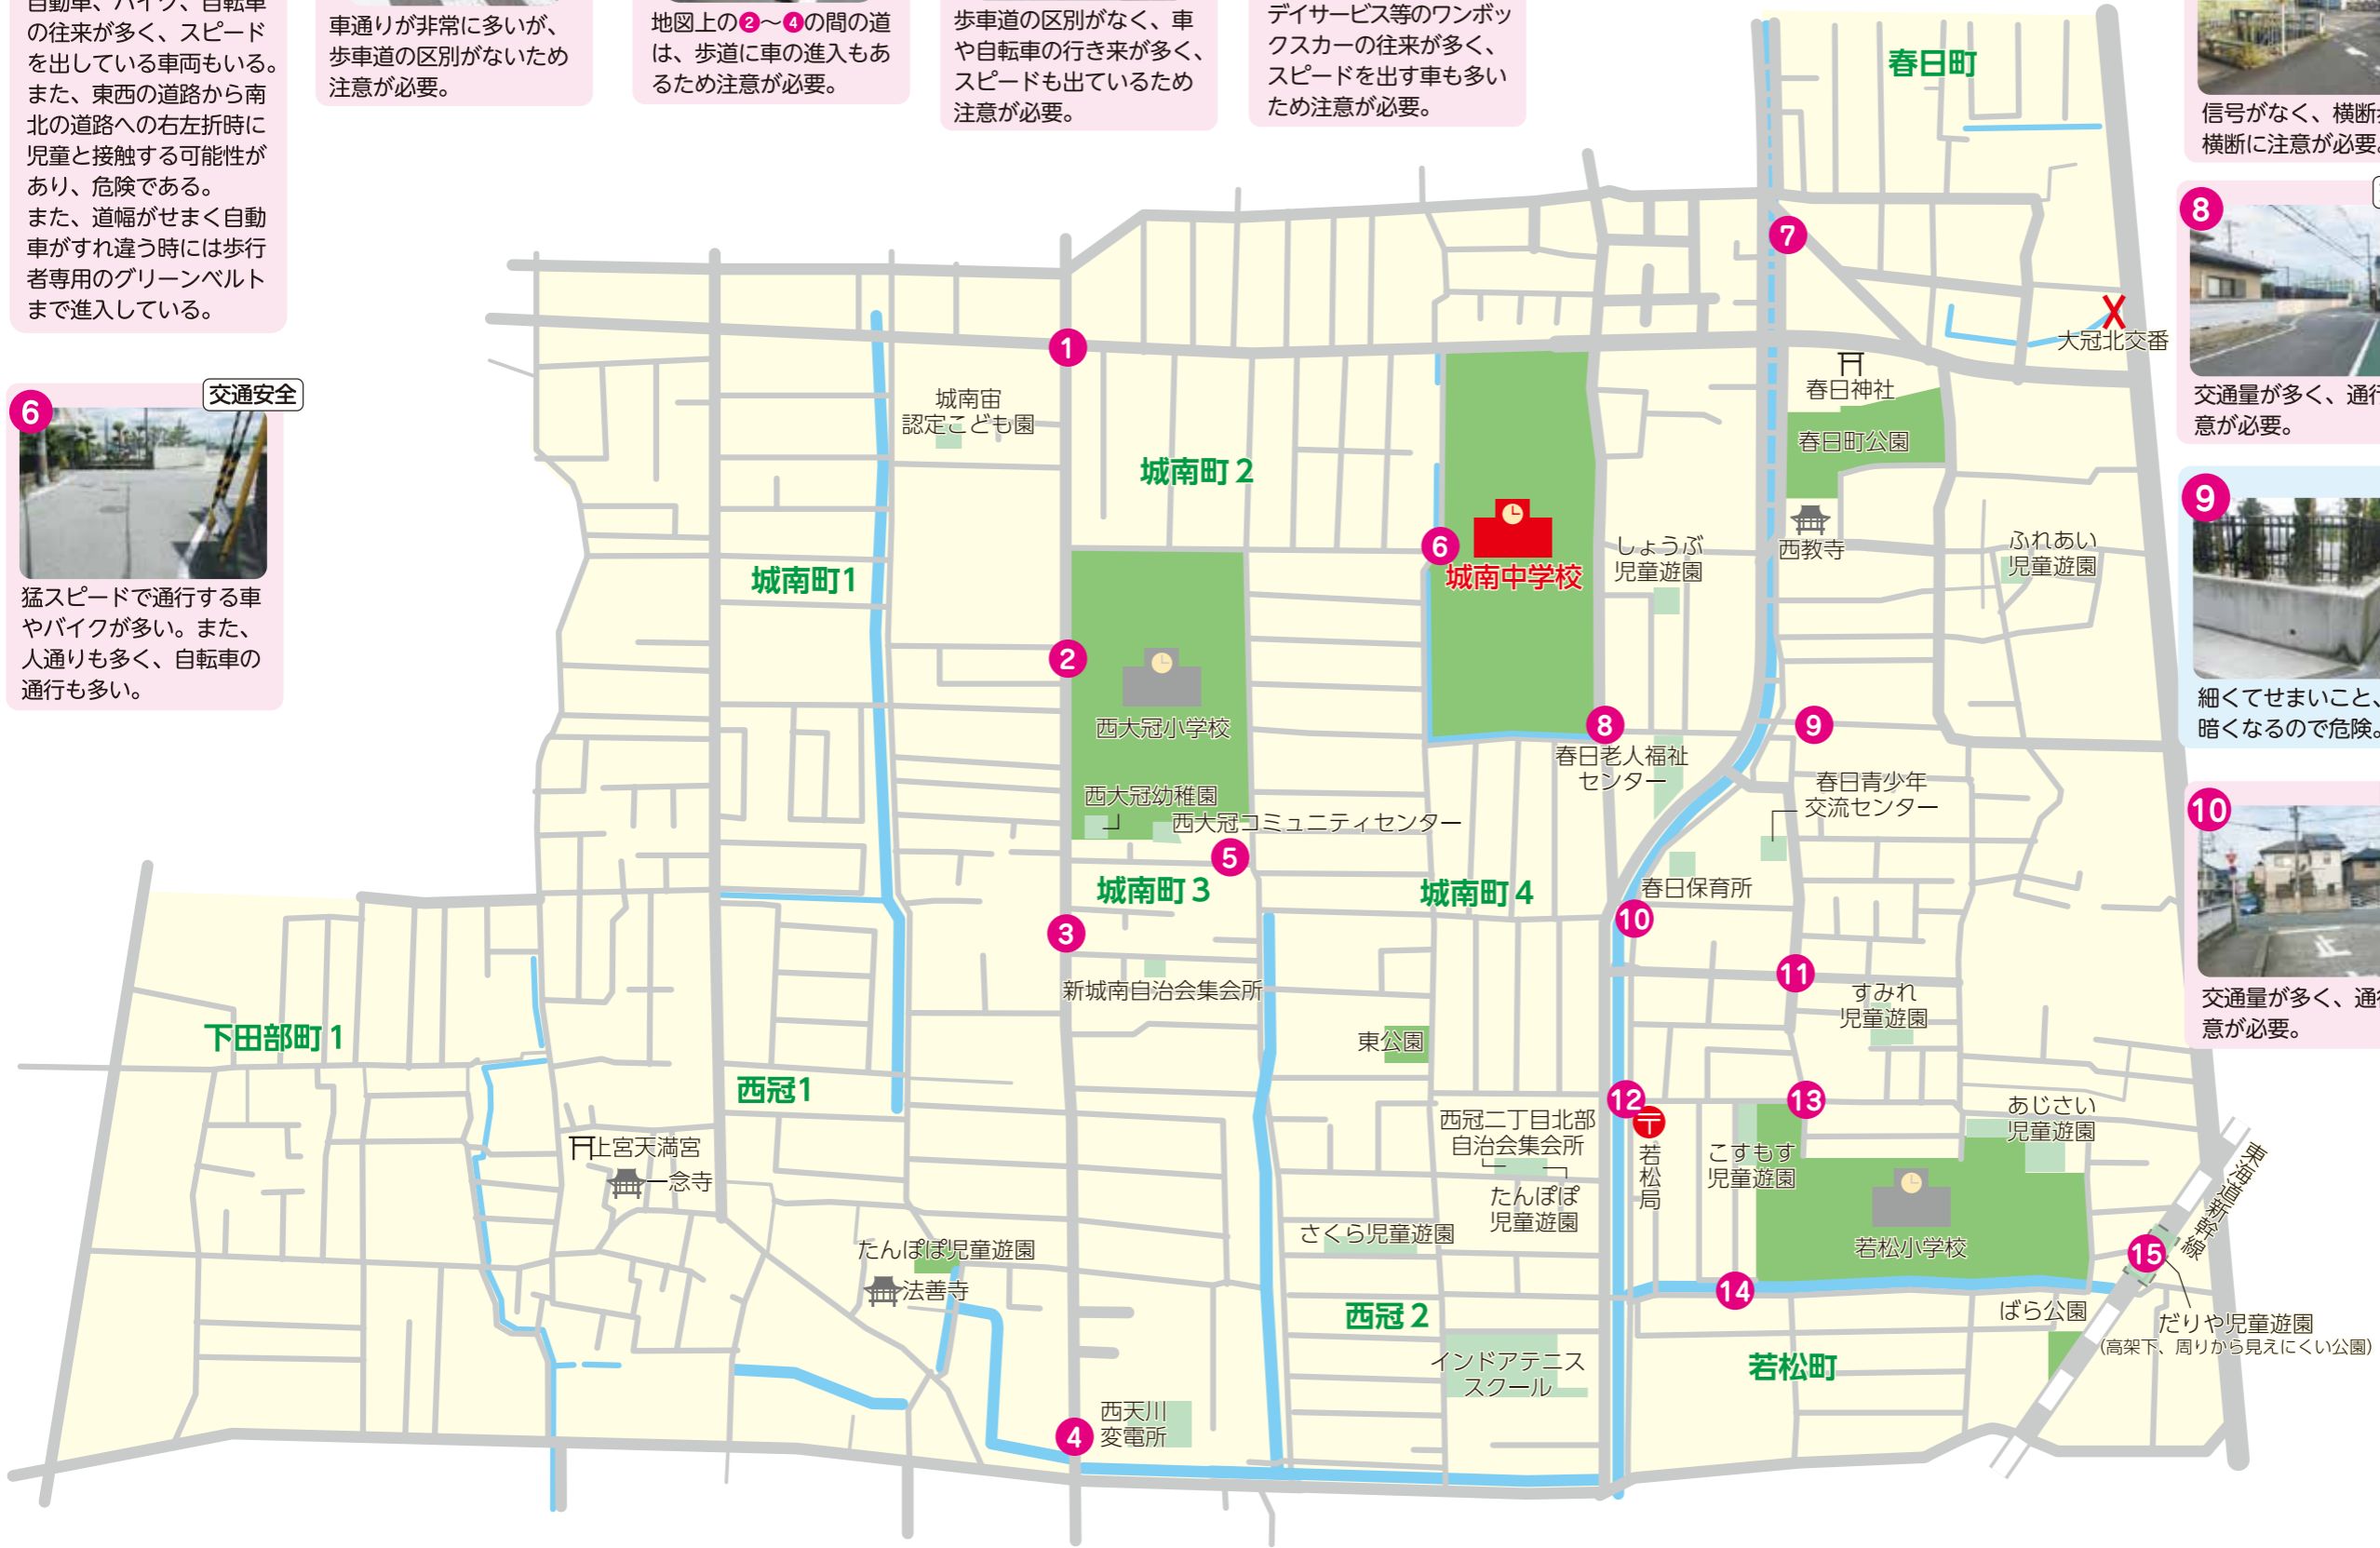 自動車、バイク、自転車
の往来が多く、スピード
を出している車両もいる。
また、東西の道路から南
北の道路への右左折時に
児童と接触する可能性が
あり、危険である。
また、道幅がせまく自動
車がすれ違う時には歩行
者専用のグリーンベルト
まで進入している。
車通りが非常に多いが、
歩車道の区別がないため
注意が必要。
地図上の❷〜❹の間の道
は、歩道に車の進入もあ
るため注意が必要。
歩車道の区別がなく、車
や自転車の行き来が多く、
スピードも出ているため
注意が必要。
デイサービス等のワンボッ
クスカーの往来が多く、
スピードを出す車も多い
ため注意が必要。
6
交通安全
猛スピードで通行する車
やバイクが多い。また、
人通りも多く、自転車の
通行も多い。
信号がなく、横断
横断に注意が必要
8
交通量が多く、通行
意が必要。
9
細くてせまいこと、
暗くなるので危険。
10
交通量が多く、通
意が必要。
春日町
7
大冠北交番
1
春日神社
春日町公園
城南宙
認定こども園
城南町2
城南町1
6
城南中学校
しょうぶ
児童遊園
西教寺
ふれあい
児童遊園
2
西大冠小学校
8
春日老人福祉
センター
9
春日青少年
交流センター
西大冠幼稚園
西大冠コミュニティセンター
5
城南町3
城南町4
春日保育所
10
3
新城南自治会集会所
11
すみれ
児童遊園
下田部町1
東公園
西冠1
12
〒
若松局
13
西冠二丁目北部
自治会集会所
たんぽぽ
児童遊園
こすもす
児童遊園
あじさい
児童遊園
上宮天満宮
一念寺
さくら児童遊園
若松小学校
東海道新幹線
15
たんぽぽ児童遊園
法善寺
14
西冠2
ばら公園
だりや児童遊園
(高架下、周りから見えにくい公園)
インドアテニス
スクール
若松町
4
西天川
変電所